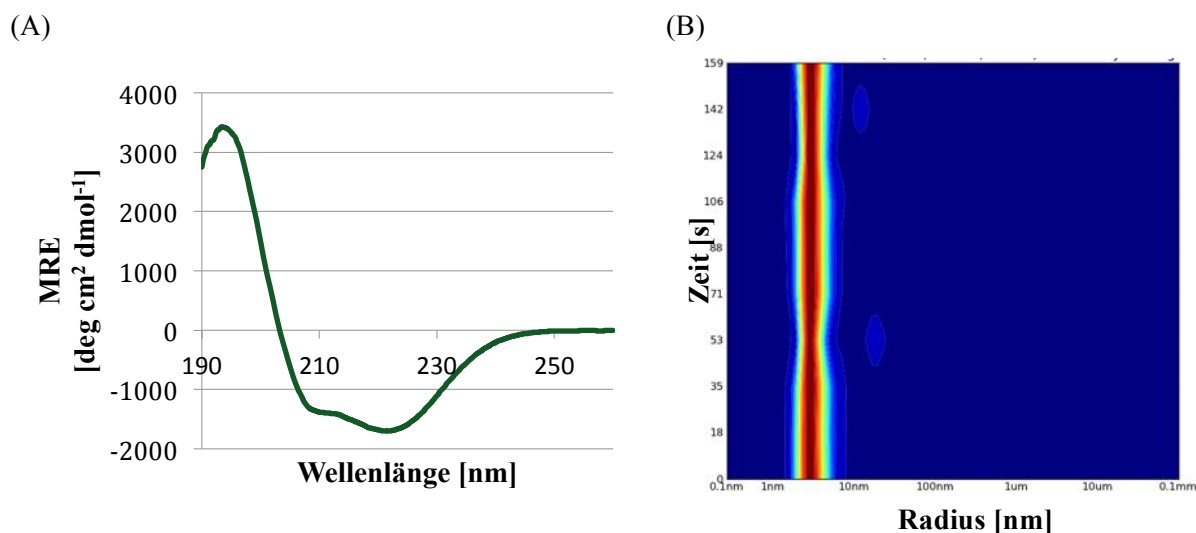 (A)
(B)
4000
3000
2000
1000
0
-1000
-2000
MRE
[deg cm² dmol⁻¹]
190
210
230
250
Wellenlänge [nm]
159
142
124
106
88
71
53
35
18
0
Zeit [s]
0.1nm
1nm
10nm
100nm
1um
10um
0.1mm
Radius [nm]